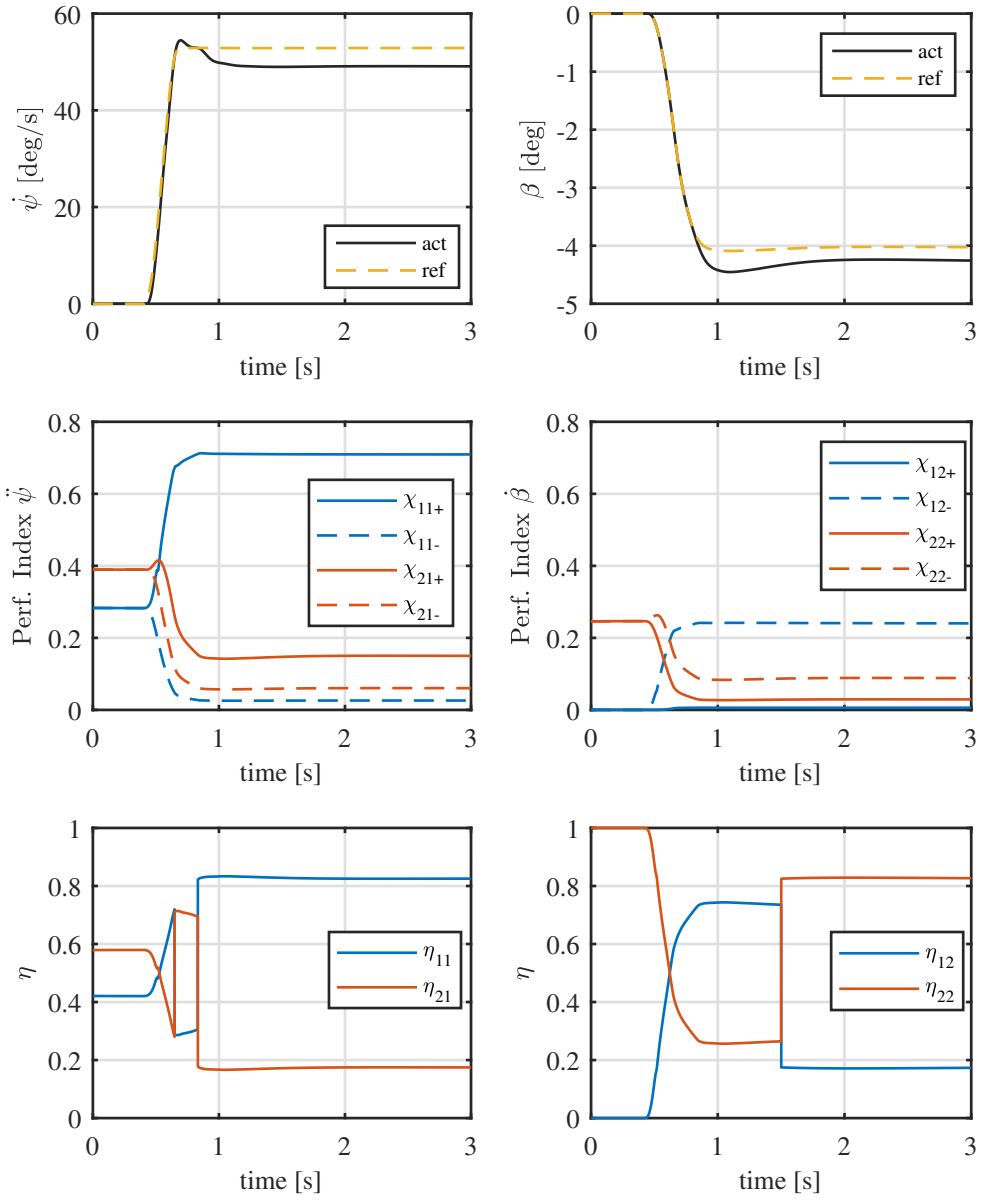 60
40
20
0
0
1
2
3
time [s]
ψ̇ [deg/s]
act
ref
0
-1
-2
-3
-4
-5
0
1
2
3
time [s]
β [deg]
act
ref
0.8
0.6
0.4
0.2
0
0
1
2
3
time [s]
Perf. Index ψ̈
χ11+
χ11-
χ21+
χ21-
0.8
0.6
0.4
0.2
0
0
1
2
3
time [s]
Perf. Index β̇
χ12+
χ12-
χ22+
χ22-
1
0.8
0.6
0.4
0.2
0
0
1
2
3
time [s]
η
η11
η21
1
0.8
0.6
0.4
0.2
0
0
1
2
3
time [s]
η
η12
η22